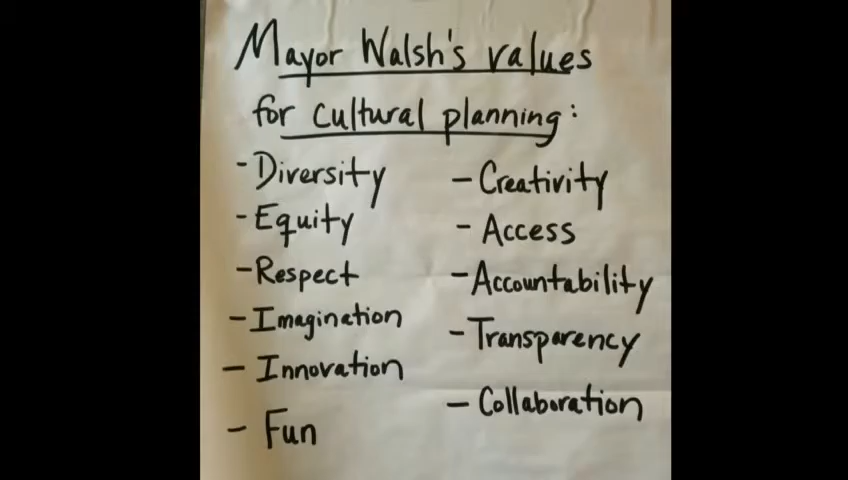 Mayor Walsh's values
for cultural planning:
- Diversity
- Equity
- Respect
- Imagination
- Innovation
- Fun
- Creativity
- Access
- Accountability
- Transparency
- Collaboration